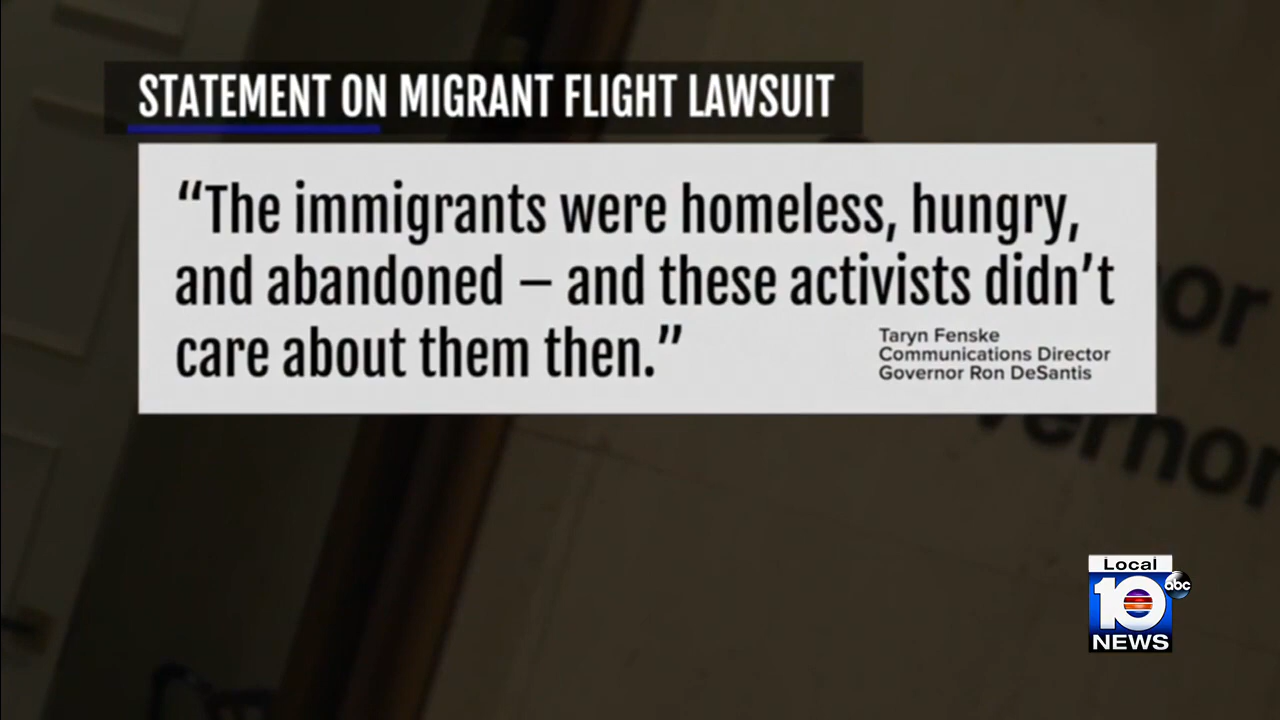 STATEMENT ON MIGRANT FLIGHT LAWSUIT
“The immigrants were homeless, hungry,
and abandoned – and these activists didn’t
care about them then.”
Taryn Fenske
Communications Director
Governor Ron DeSantis
Local
10 abc
NEWS